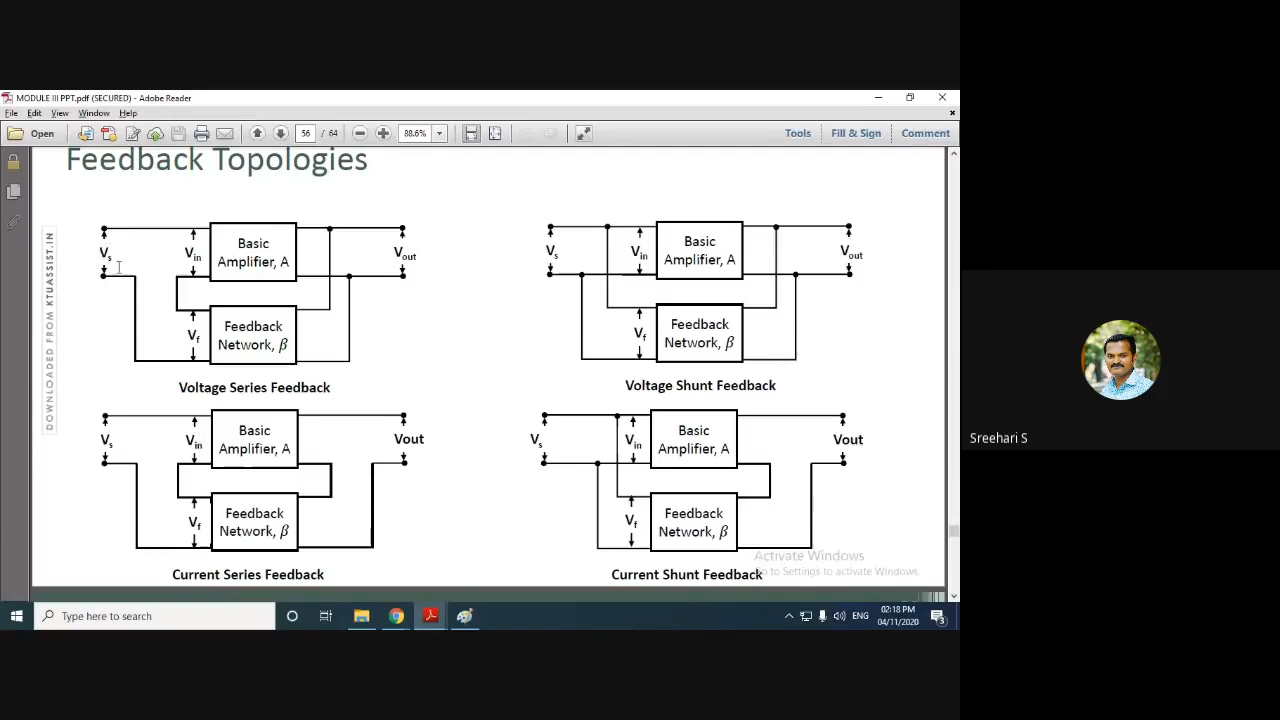 MODULE III PPT.pdf (SECURED) - Adobe Reader
File Edit View Window Help
Open 56 / 64 88.6% Tools Fill & Sign Comment
Feedback Topologies
DOWNLOADED FROM KTUASSIST.IN
Vs
Vin
Basic
Amplifier, A
Vout
Vf
Feedback
Network, β
Voltage Series Feedback
Vs
Vin
Basic
Amplifier, A
Vout
Vf
Feedback
Network, β
Voltage Shunt Feedback
Vs
Vin
Basic
Amplifier, A
Vout
Vf
Feedback
Network, β
Current Series Feedback
Vs
Vin
Basic
Amplifier, A
Vout
Vf
Feedback
Network, β
Current Shunt Feedback
Activate Windows
Go to Settings to activate Windows.
Sreehari S
Type here to search
ENG
02:18 PM
04/11/2020
3